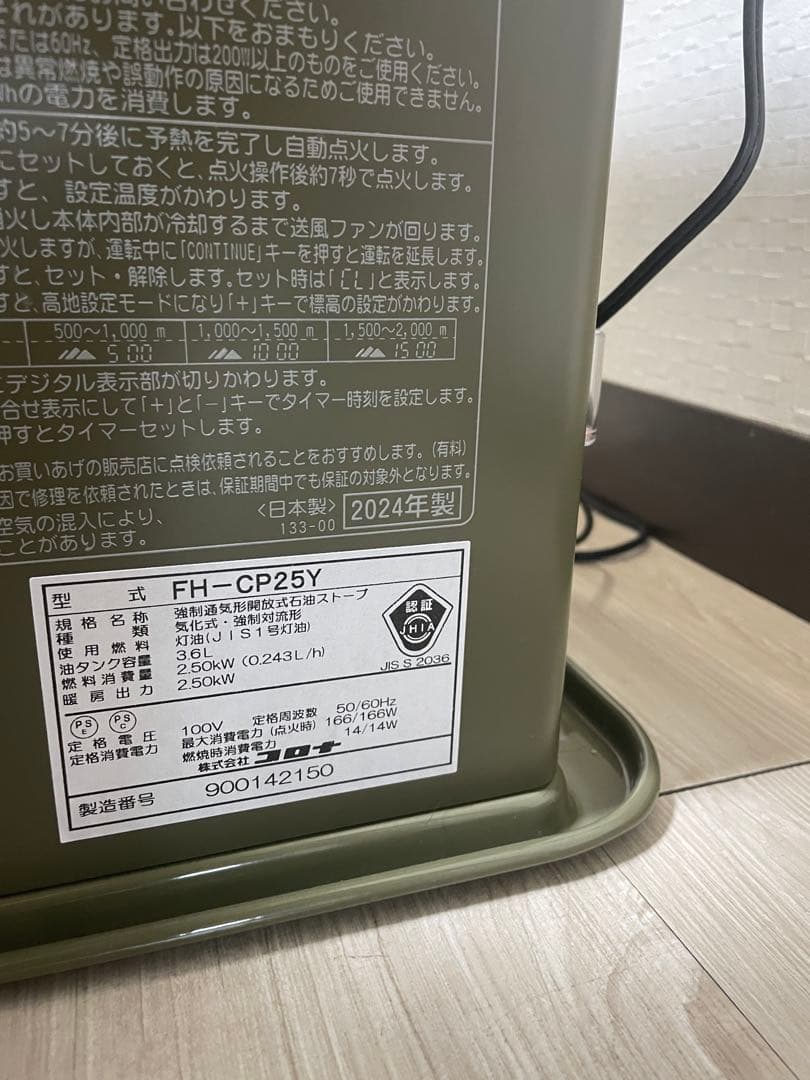 お問い合わせください。
それがあります。以下をおまもりください。
または60Hz、定格出力は200W以上のものをご使用ください。
は異常燃焼や誤動作の原因になるためご使用できません。
Whの電力を消費します。
約5〜7分後に予熱を完了し自動点火します。
にセットしておくと、点火操作後約7秒で点火します。
すと、設定温度がかわります。
消火し本体内部が冷却するまで送風ファンが回ります。
火しますが、運転中に「CONTINUE」キーを押すと運転を延長します。
すと、セット・解除します。セット時は「[L」と表示します。
すと、高地設定モードになり「+」キーで標高の設定がかわります。
500〜1,000 m 1,000〜1,500 m 1,500〜2,000 m
500 1000 1500
とデジタル表示部が切りかわります。
合せ表示にして「+」と「-」キーでタイマー時刻を設定します。
押すとタイマーセットします。
お買いあげの販売店に点検依頼されることをおすすめします。(有料)
因で修理を依頼されたときは、保証期間中でも保証の対象外となります。
空気の混入により、
ことがあります。
<日本製>
133-00
2024年製
型式 FH-CP25Y
規格名称 強制通気形開放式石油ストーブ
種類 気化式・強制対流形
使用燃料 灯油(JIS1号灯油)
油タンク容量 3.6L
燃料消費量 2.50kW (0.243L/h)
暖房出力 2.50kW
認証
JHIA
JIS S 2036
PSE PSC
定格電圧 100V 定格周波数 50/60Hz
定格消費電力 最大消費電力(点火時) 166/166W
燃焼時消費電力 14/14W
株式会社 コロナ
製造番号 900142150